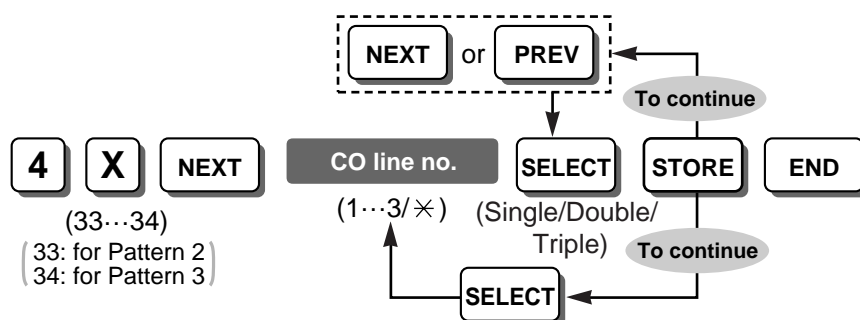 NEXT or PREV
To continue
4 X NEXT CO line no. SELECT STORE END
(33···34)
(1···3/✳)
(Single/Double/
Triple)
33: for Pattern 2
34: for Pattern 3
To continue
SELECT